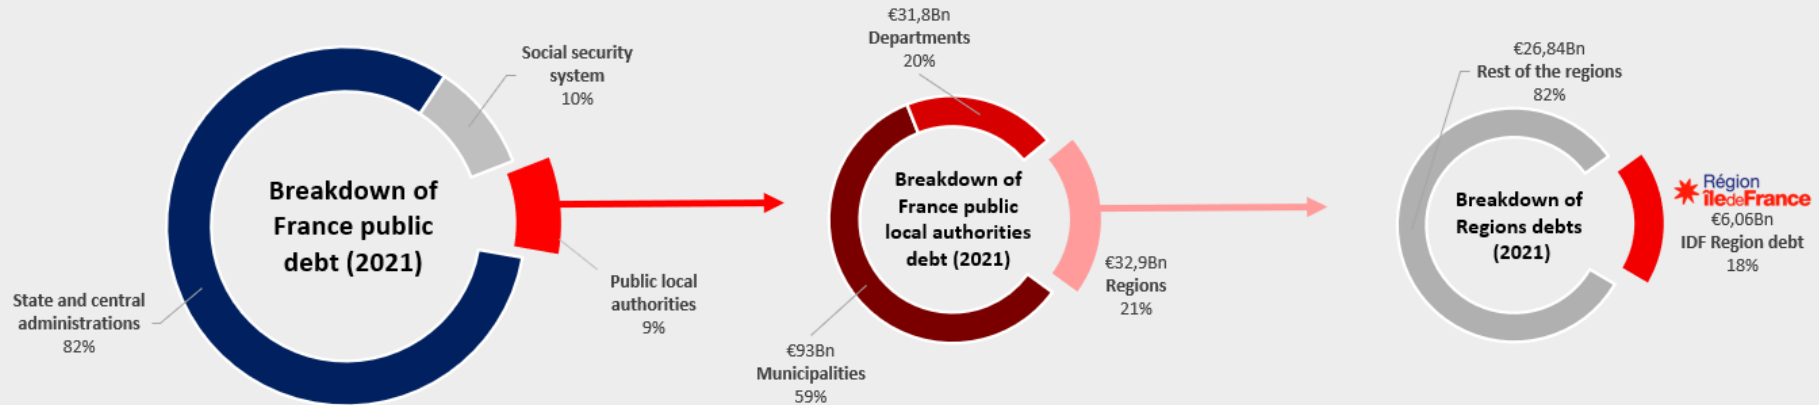 Social security
system
10%
Breakdown of
France public
debt (2021)
State and central
administrations
82%
Public local
authorities
9%
€31,8Bn
Departments
20%
Breakdown of
France public
local authorities
debt (2021)
€32,9Bn
Regions
21%
€93Bn
Municipalities
59%
€26,84Bn
Rest of the regions
82%
Breakdown of
Regions debts
(2021)
Région
îledeFrance
€6,06Bn
IDF Region debt
18%